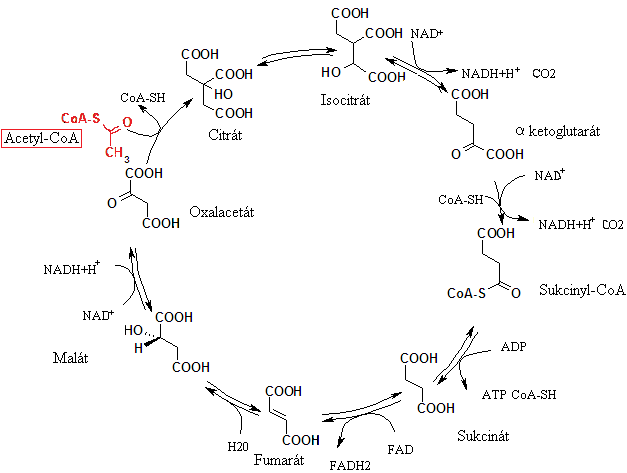 COOH
COOH
HO
COOH
Isocitrát
NAD+
NADH+H+ CO2
COOH
COOH
HO
COOH
Citrát
CoA-SH
CoA-S
O
CH3
Acetyl-CoA
COOH
O
COOH
Oxalacetát
COOH
O
COOH
α ketoglutarát
NAD+
CoA-SH
NADH+H+ CO2
COOH
CoA-S
O
Sukcinyl-CoA
ADP
ATP CoA-SH
COOH
COOH
Sukcinát
FAD
FADH2
COOH
COOH
Fumarát
H20
COOH
HO
H
COOH
Malát
NAD+
NADH+H+